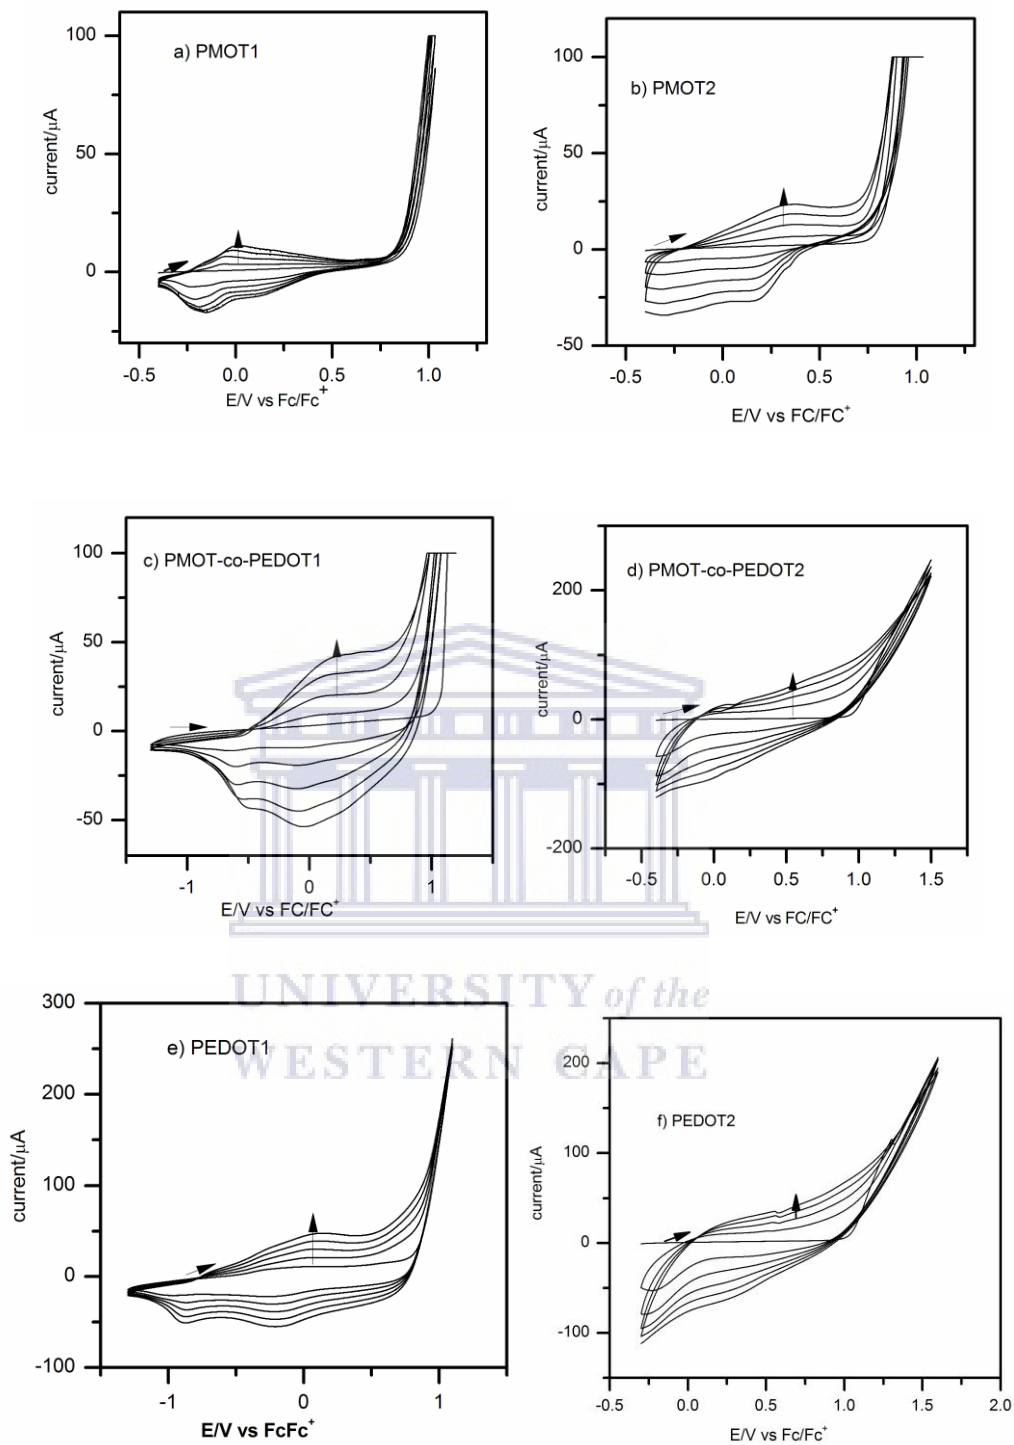 a) PMOT1
100
50
0
current/μA
-0.5 0.0 0.5 1.0
E/V vs Fc/Fc+
b) PMOT2
100
50
0
-50
current/μA
-0.5 0.0 0.5 1.0
E/V vs FC/FC+
c) PMOT-co-PEDOT1
100
50
0
-50
current/μA
-1 0 1
E/V vs FC/FC+
d) PMOT-co-PEDOT2
200
0
-200
current/μA
-0.5 0.0 0.5 1.0 1.5
E/V vs FC/FC+
UNIVERSITY of the
WESTERN CAPE
e) PEDOT1
300
200
100
0
-100
current/μA
-1 0 1
E/V vs FcFc+
f) PEDOT2
200
100
0
-100
current/μA
-0.5 0.0 0.5 1.0 1.5 2.0
E/V vs Fc/Fc+